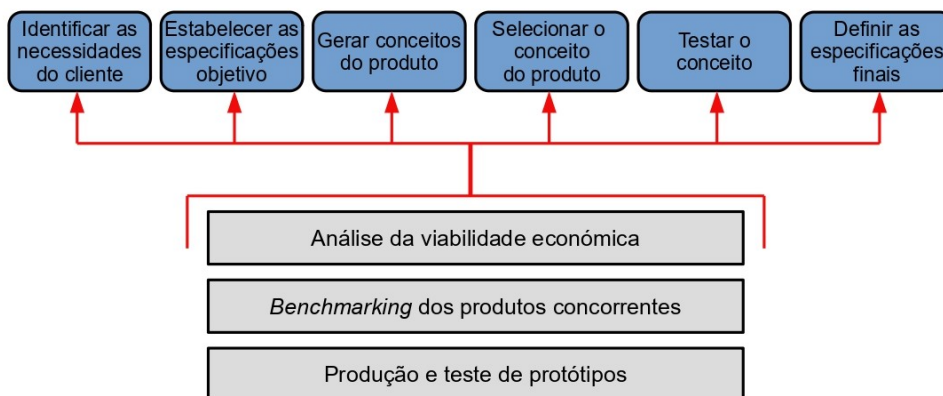 Identificar as
necessidades
do cliente
Estabelecer as
especificações
objetivo
Gerar conceitos
do produto
Selecionar o
conceito
do produto
Testar o
conceito
Definir as
especificações
finais
Análise da viabilidade económica
Benchmarking dos produtos concorrentes
Produção e teste de protótipos